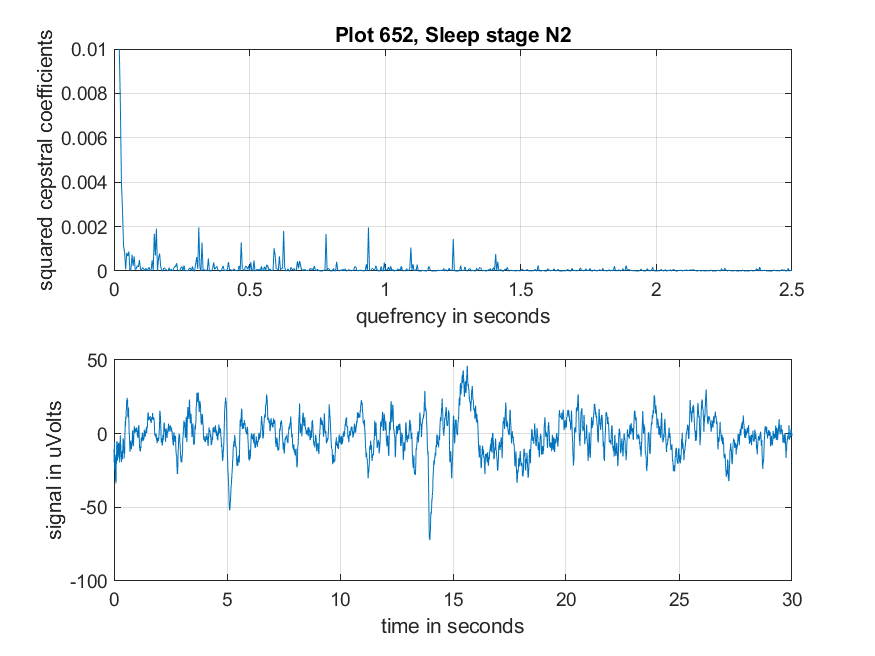 Plot 652, Sleep stage N2
squared cepstral coefficients
0.01
0.008
0.006
0.004
0.002
0
0 0.5 1 1.5 2 2.5
quefrency in seconds
signal in uVolts
50
0
-50
-100
0 5 10 15 20 25 30
time in seconds